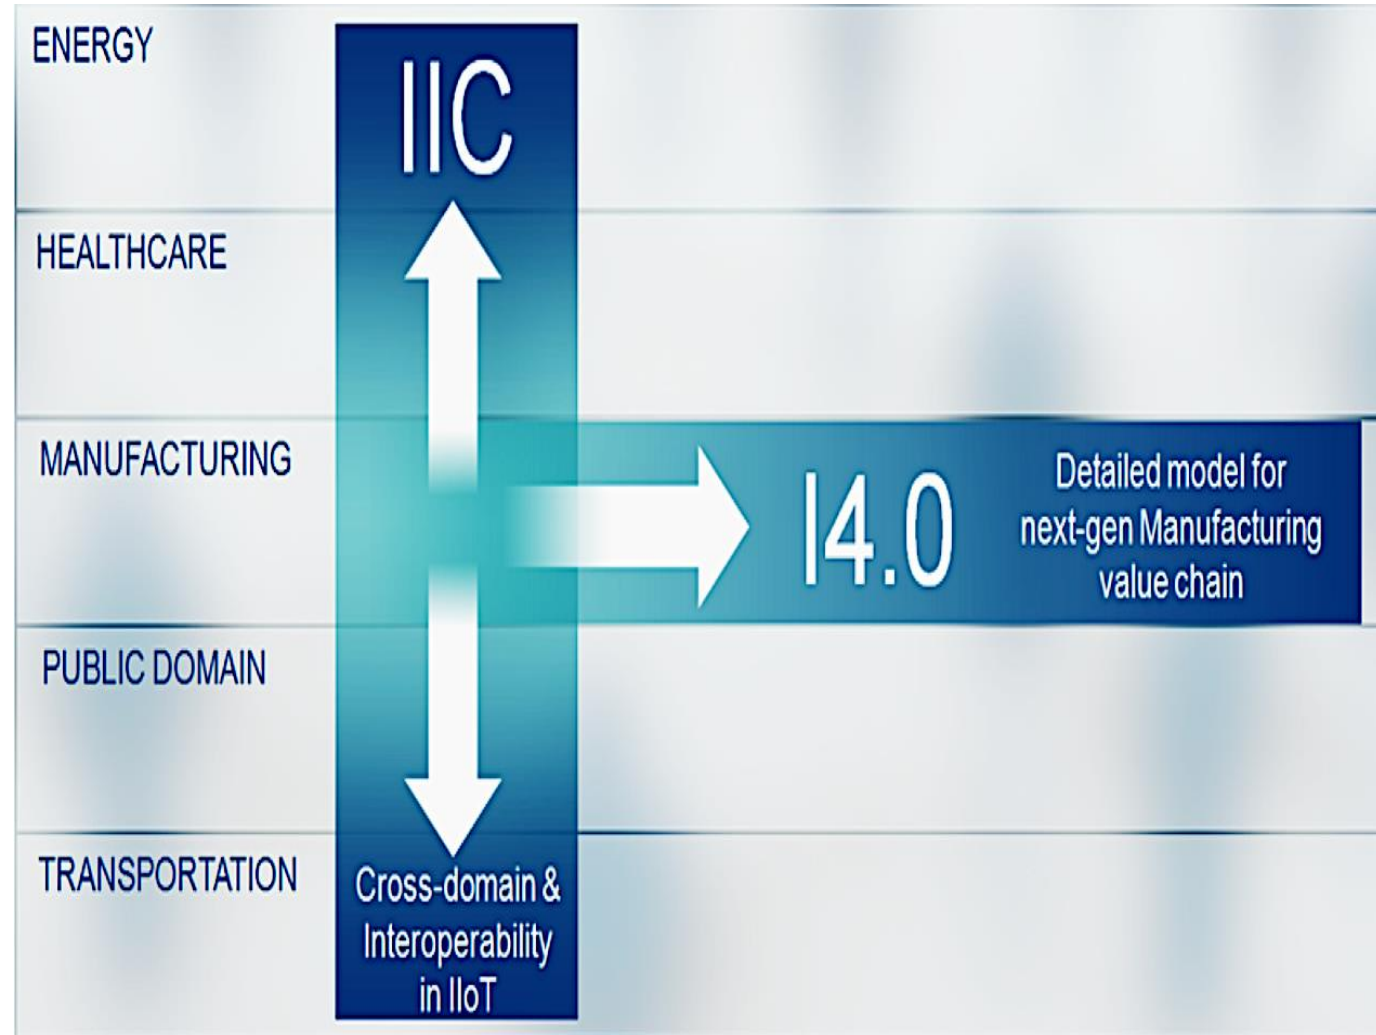 ENERGY
IIC
HEALTHCARE
MANUFACTURING
I4.0
Detailed model for
next-gen Manufacturing
value chain
PUBLIC DOMAIN
TRANSPORTATION
Cross-domain &
Interoperability
in IIoT